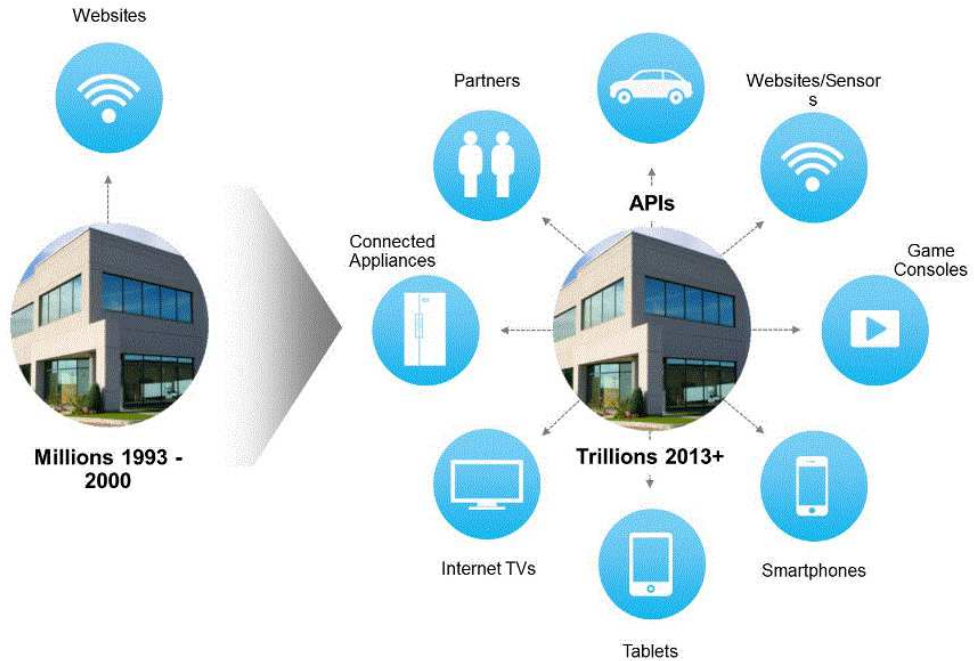 Websites
Millions 1993 -
2000
Partners
Websites/Sensor
s
APIs
Connected
Appliances
Game
Consoles
Trillions 2013+
Internet TVs
Smartphones
Tablets